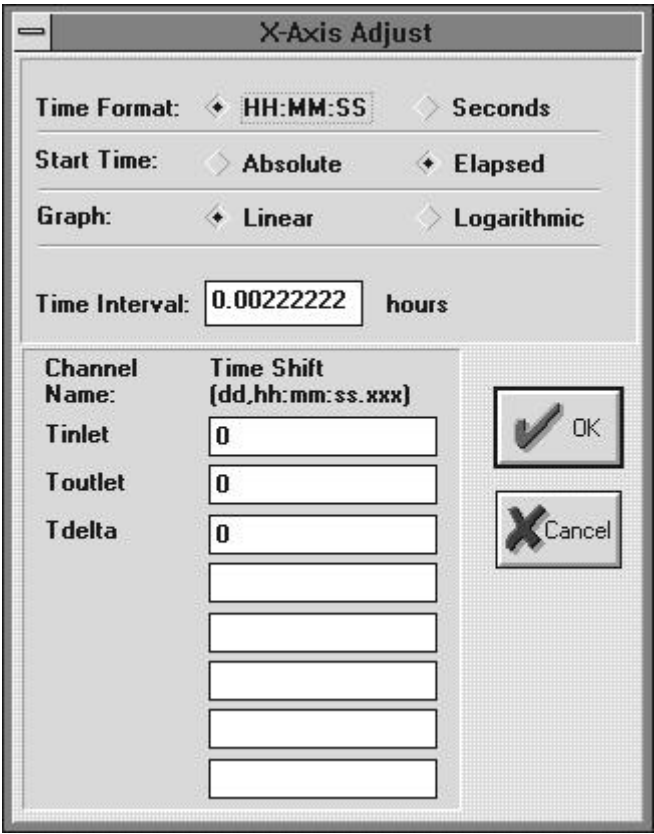 X-Axis Adjust
Time Format: HH:MM:SS Seconds
Start Time: Absolute Elapsed
Graph: Linear Logarithmic
Time Interval: 0.00222222 hours
Channel Time Shift
Name: (dd,hh:mm:ss.xxx)
Tinlet 0
OK
Toutlet 0
Tdelta 0
Cancel